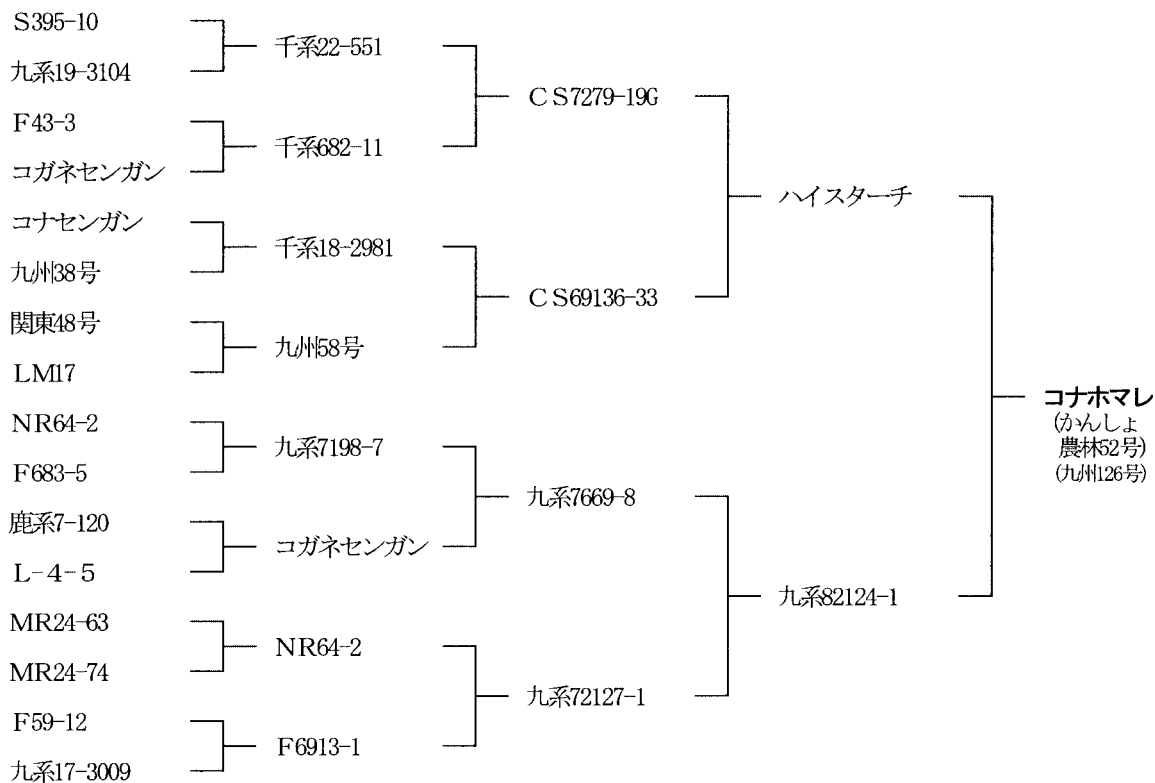 S395-10
九系19-3104
F43-3
コガネセンガン
コナセンガン
九州38号
関東48号
LM17
NR64-2
F683-5
鹿系7-120
L-4-5
MR24-63
MR24-74
F59-12
九系17-3009
千系22-551
千系682-11
千系18-2981
九州58号
九系7198-7
コガネセンガン
NR64-2
F6913-1
CS7279-19G
CS69136-33
九系7669-8
九系72127-1
ハイスターチ
九系82124-1
コナホマレ
(かんしょ
農林52号)
(九州126号)